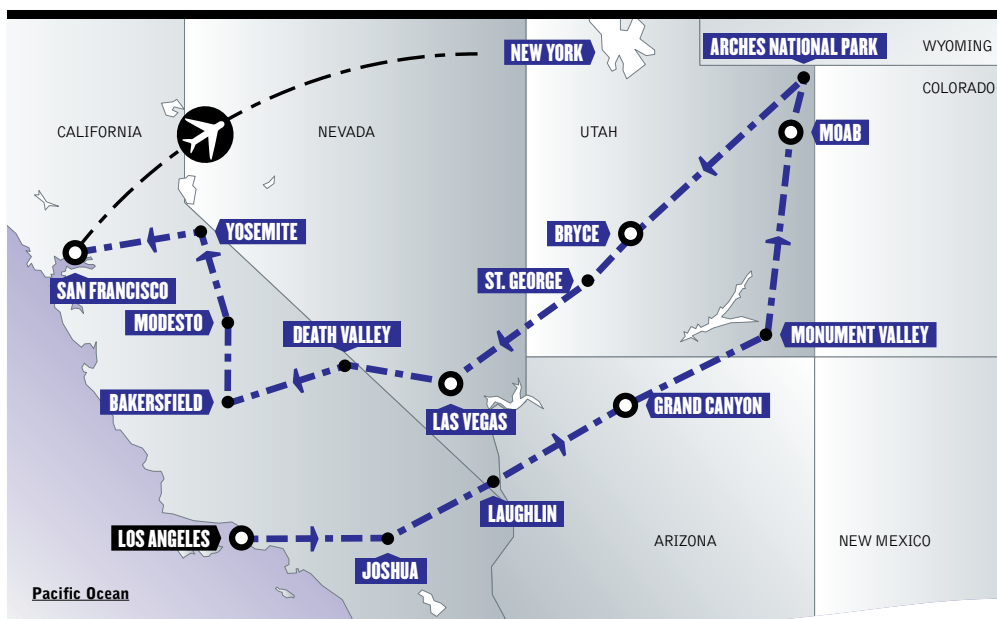 NEW YORK
ARCHES NATIONAL PARK
WYOMING
COLORADO
CALIFORNIA
NEVADA
UTAH
MOAB
YOSEMITE
BRYCE
SAN FRANCISCO
ST. GEORGE
MODESTO
DEATH VALLEY
MONUMENT VALLEY
BAKERSFIELD
LAS VEGAS
GRAND CANYON
LAUGHLIN
LOS ANGELES
JOSHUA
ARIZONA
NEW MEXICO
Pacific Ocean